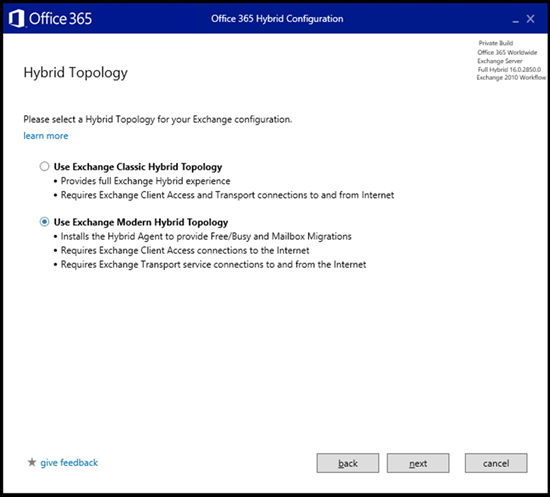 Office 365
Office 365 Hybrid Configuration
Private Build
Office 365 Worldwide
Exchange Server
Full Hybrid 16.0.2850.0
Exchange 2010 Workflow
Hybrid Topology
Please select a Hybrid Topology for your Exchange configuration.
learn more
Use Exchange Classic Hybrid Topology
• Provides full Exchange Hybrid experience
• Requires Exchange Client Access and Transport connections to and from Internet
Use Exchange Modern Hybrid Topology
• Installs the Hybrid Agent to provide Free/Busy and Mailbox Migrations
• Requires Exchange Client Access connections to the Internet
• Requires Exchange Transport service connections to and from the Internet
give feedback
back
next
cancel